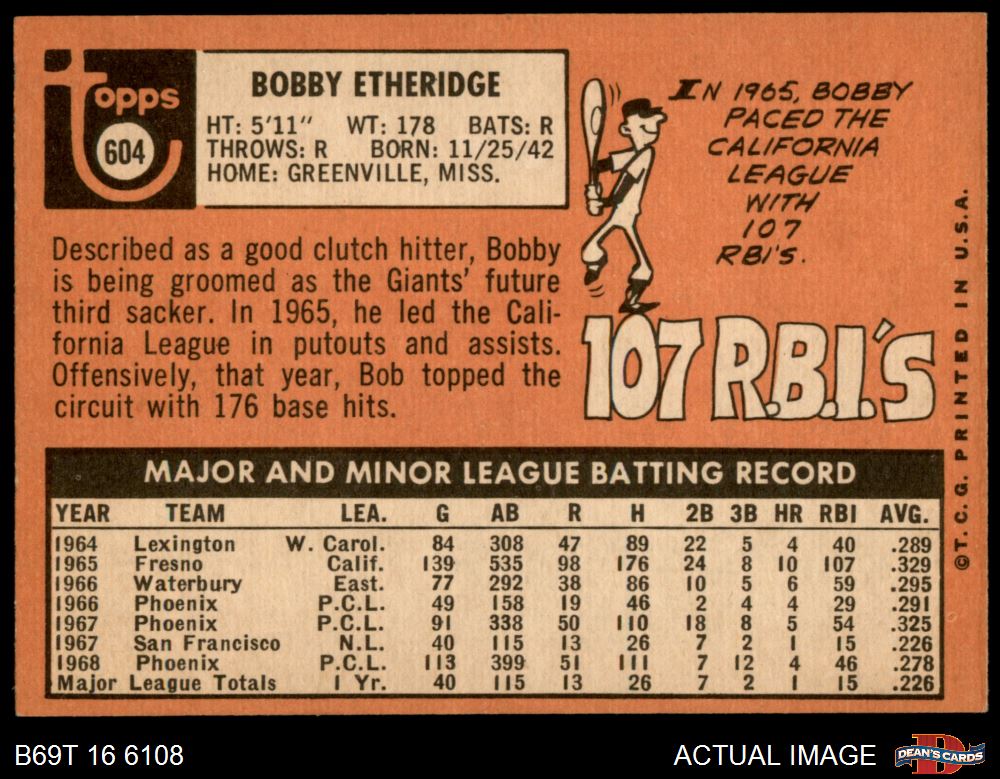 topps
604
BOBBY ETHERIDGE
HT: 5'11" WT: 178 BATS: R
THROWS: R BORN: 11/25/42
HOME: GREENVILLE, MISS.
IN 1965, BOBBY
PACED THE
CALIFORNIA
LEAGUE
WITH
107
RBI'S.
107 R.B.I.'S
Described as a good clutch hitter, Bobby
is being groomed as the Giants' future
third sacker. In 1965, he led the Cali-
fornia League in putouts and assists.
Offensively, that year, Bob topped the
circuit with 176 base hits.
©T.C.G. PRINTED IN U.S.A.
MAJOR AND MINOR LEAGUE BATTING RECORD
YEAR TEAM LEA. G AB R H 2B 3B HR RBI AVG.
1964 Lexington W. Carol. 84 308 47 89 22 5 4 40 .289
1965 Fresno Calif. 139 535 98 176 24 8 10 107 .329
1966 Waterbury East. 77 292 38 86 10 5 6 59 .295
1966 Phoenix P.C.L. 49 158 19 46 2 4 4 29 .291
1967 Phoenix P.C.L. 91 338 50 110 18 8 5 54 .325
1967 San Francisco N.L. 40 115 13 26 7 2 1 15 .226
1968 Phoenix P.C.L. 113 399 51 111 7 12 4 46 .278
Major League Totals 1 Yr. 40 115 13 26 7 2 1 15 .226
B69T 16 6108
ACTUAL IMAGE
DEAN'S CARDS